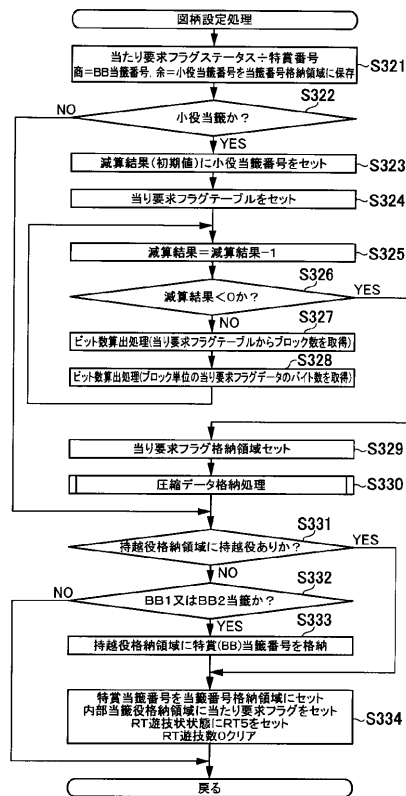 図柄設定処理
当たり要求フラグステータス÷特賞番号
商=BB当籤番号, 余=小役当籤番号を当籤番号格納領域に保存
S321
S322
小役当籤か?
NO
YES
減算結果(初期値)に小役当籤番号をセット
S323
当り要求フラグテーブルをセット
S324
減算結果=減算結果-1
S325
S326
減算結果<0か?
YES
NO
S327
ビット数算出処理(当り要求フラグテーブルからブロック数を取得)
S328
ビット数算出処理(ブロック単位の当り要求フラグデータのバイト数を取得)
当り要求フラグ格納領域セット
S329
圧縮データ格納処理
S330
S331
持越役格納領域に持越役ありか?
YES
NO
S332
BB1又はBB2当籤か?
NO
YES
S333
持越役格納領域に特賞(BB)当籤番号を格納
特賞当籤番号を当籤番号格納領域にセット
内部当籤役格納領域に当たり要求フラグをセット
RT遊技状状態にRT5をセット
RT遊技数0クリア
S334
戻る